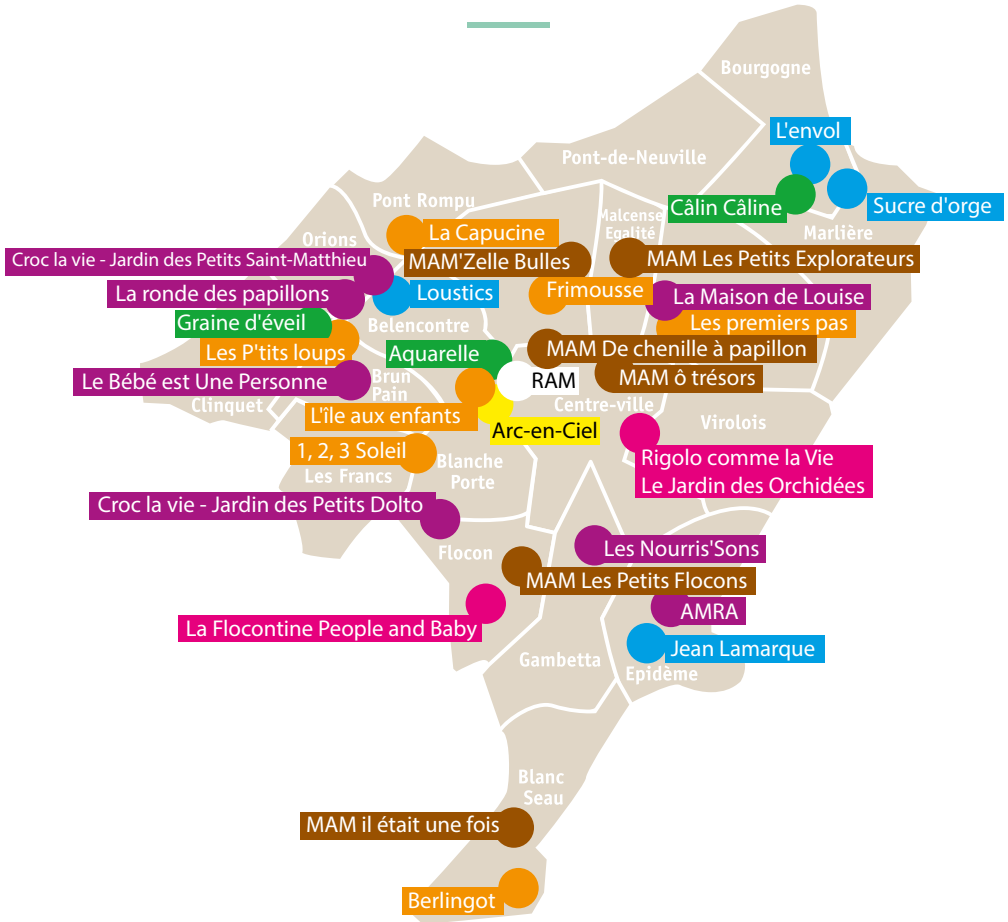 Bourgogne
L'envol
Pont-de-Neuville
Pont Rompu
Câlin Câline
Sucre d'orge
Malcense
Egalité
Marlière
Orions
La Capucine
Croc la vie - Jardin des Petits Saint-Matthieu
MAM'Zelle Bulles
MAM Les Petits Explorateurs
La ronde des papillons
Loustics
Frimousse
La Maison de Louise
Graine d'éveil
Belencontre
Les premiers pas
Les P'tits loups
Aquarelle
MAM De chenille à papillon
Le Bébé est Une Personne
Brun
Pain
RAM
MAM ô trésors
Clinquet
L'île aux enfants
Centre-ville
Virolois
Arc-en-Ciel
1, 2, 3 Soleil
Rigolo comme la Vie
Le Jardin des Orchidées
Les Francs
Blanche
Porte
Croc la vie - Jardin des Petits Dolto
Flocon
Les Nourris'Sons
MAM Les Petits Flocons
AMRA
La Flocontine People and Baby
Jean Lamarque
Gambetta
Epidème
Blanc
Seau
MAM il était une fois
Berlingot